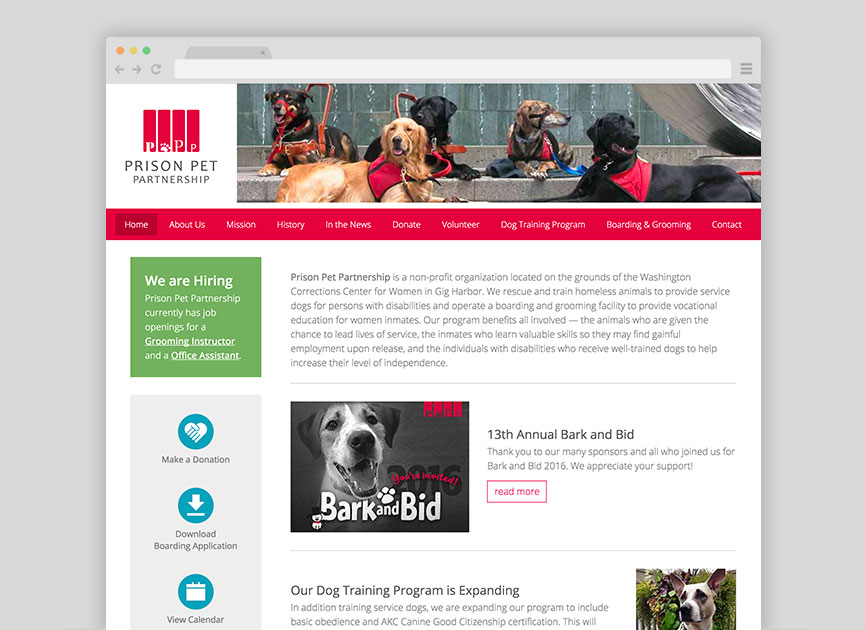 P P P
PRISON PET
PARTNERSHIP
Home About Us Mission History In the News Donate Volunteer Dog Training Program Boarding & Grooming Contact
We are Hiring
Prison Pet Partnership
currently has job
openings for a
Grooming Instructor
and a Office Assistant.
Make a Donation
Download
Boarding Application
View Calendar
Prison Pet Partnership is a non-profit organization located on the grounds of the Washington
Corrections Center for Women in Gig Harbor. We rescue and train homeless animals to provide service
dogs for persons with disabilities and operate a boarding and grooming facility to provide vocational
education for women inmates. Our program benefits all involved — the animals who are given the
chance to lead lives of service, the inmates who learn valuable skills so they may find gainful
employment upon release, and the individuals with disabilities who receive well-trained dogs to help
increase their level of independence.
2016
You're invited!
Bark and Bid
13th Annual Bark and Bid
Thank you to our many sponsors and all who joined us for
Bark and Bid 2016. We appreciate your support!
read more
Our Dog Training Program is Expanding
In addition training service dogs, we are expanding our program to include
basic obedience and AKC Canine Good Citizenship certification. This will